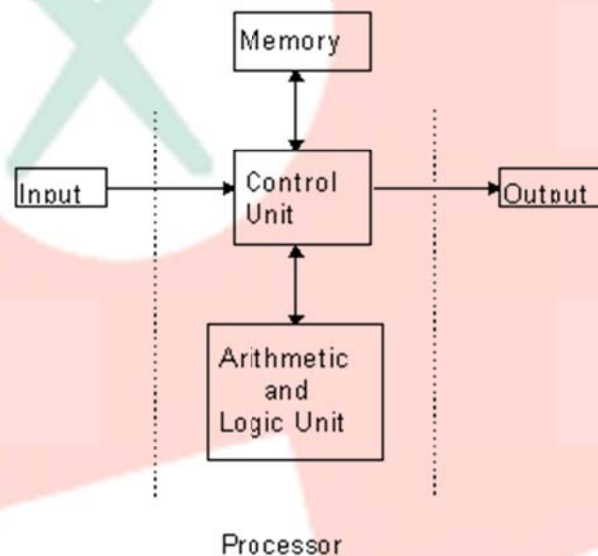 Memory
Input
Control
Unit
Output
Arithmetic
and
Logic Unit
Processor